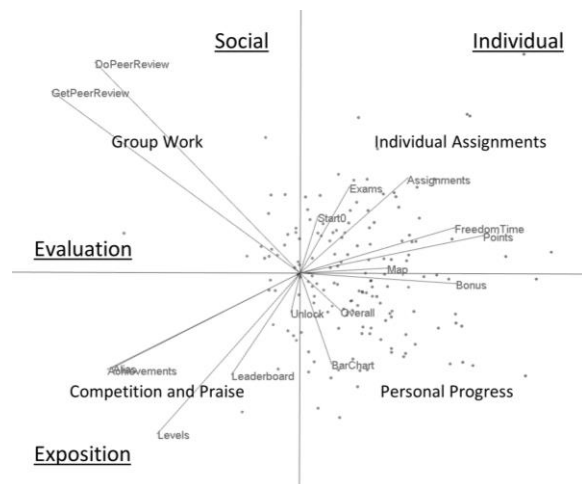 Social
Individual
DoPeerReview
GetPeerReview
Group Work
Individual Assignments
Assignments
Exams
Start0
FreedomTime
Points
Evaluation
Map
Bonus
Unlock
Overall
BarChart
Achievements
Leaderboard
Competition and Praise
Personal Progress
Levels
Exposition